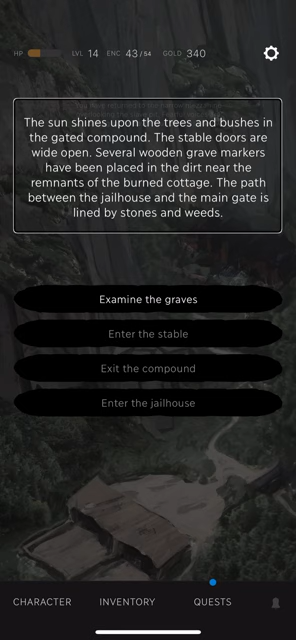 HP LVL 14 ENC 43/54 GOLD 340
The sun shines upon the trees and bushes in
the gated compound. The stable doors are
wide open. Several wooden grave markers
have been placed in the dirt near the
remnants of the burned cottage. The path
between the jailhouse and the main gate is
lined by stones and weeds.
Examine the graves
Enter the stable
Exit the compound
Enter the jailhouse
CHARACTER INVENTORY QUESTS